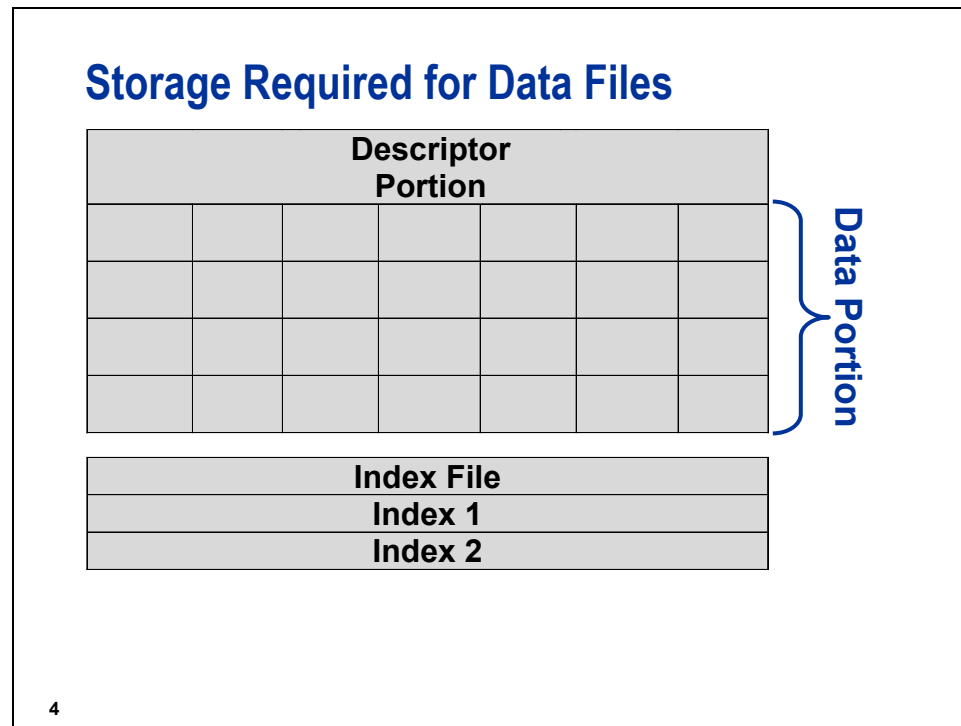 Storage Required for Data Files
Descriptor
Portion
Data Portion
Index File
Index 1
Index 2
4